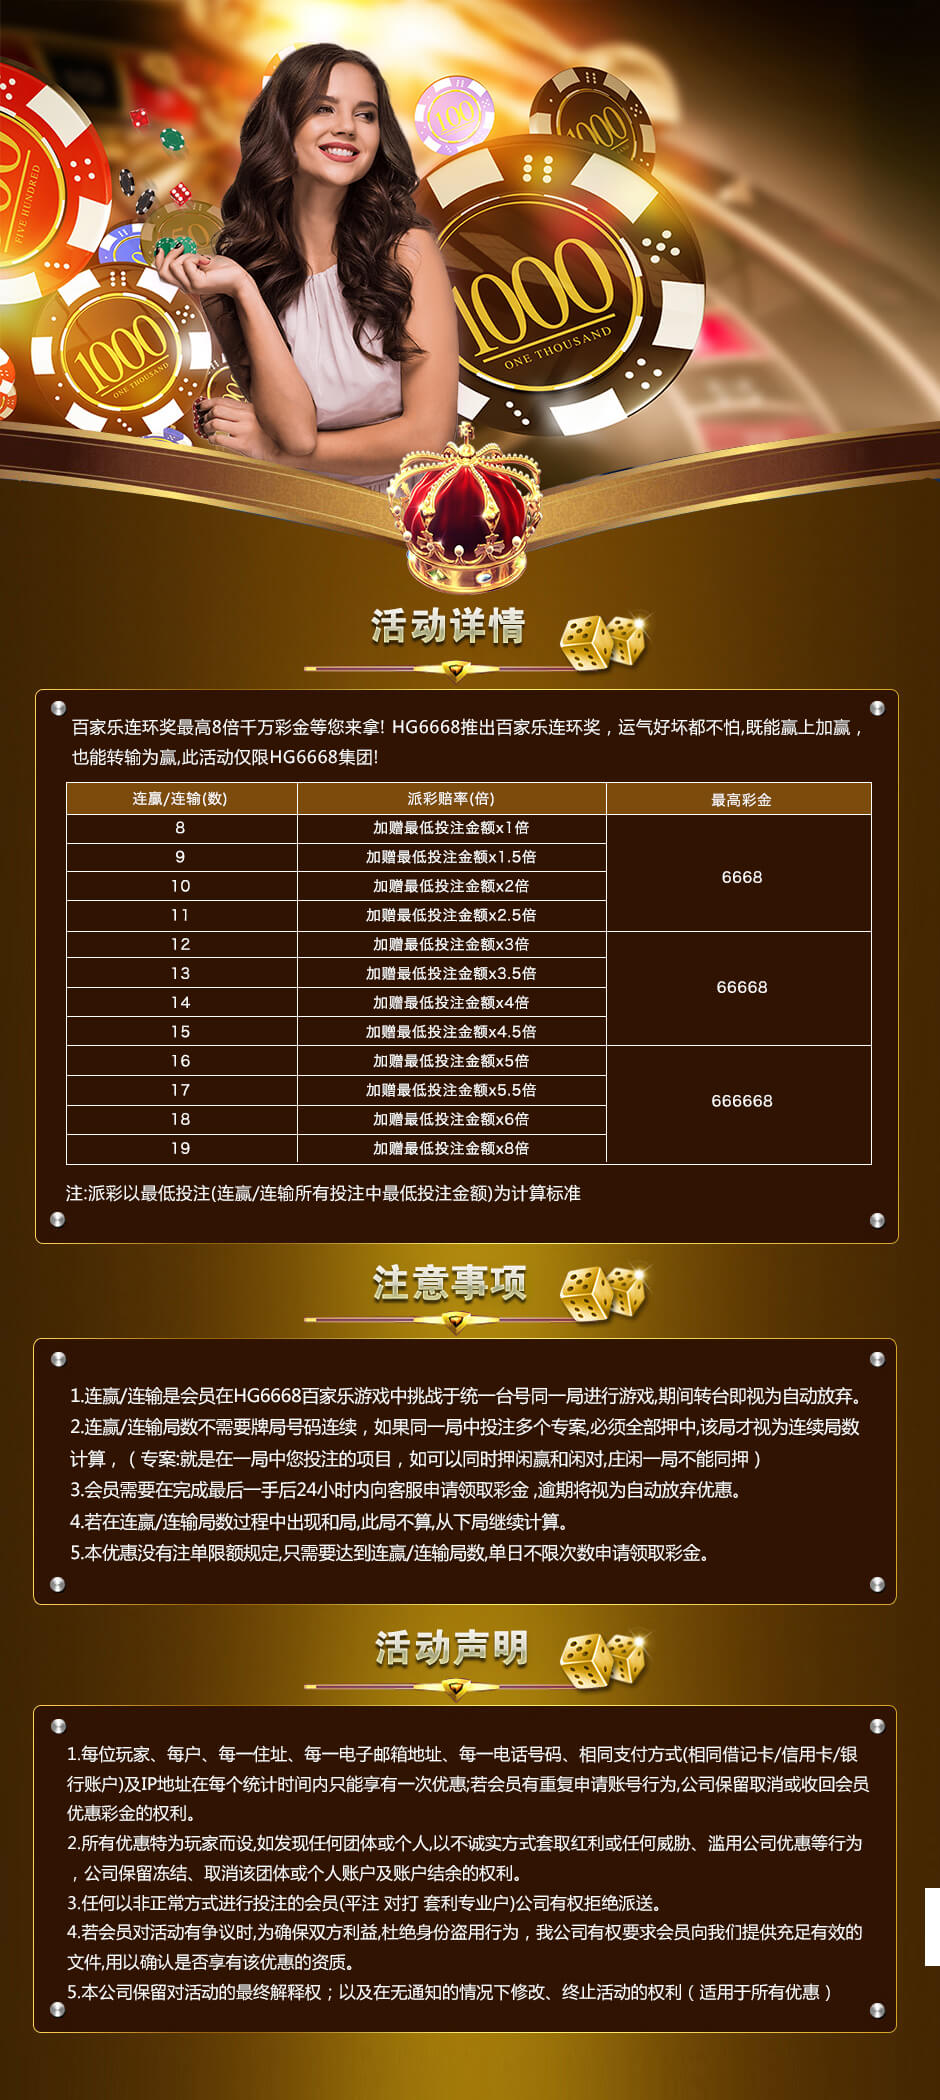 100
1000
50
FIVE HUNDRED
1000
ONE THOUSAND
1000
ONE THOUSAND
活动详情
百家乐连环奖最高8倍千万彩金等您来拿! HG6668推出百家乐连环奖，运气好坏都不怕,既能赢上加赢，
也能转输为赢,此活动仅限HG6668集团!
连赢/连输(数) 派彩赔率(倍) 最高彩金
8 加赠最低投注金额x1倍
9 加赠最低投注金额x1.5倍
6668
10 加赠最低投注金额x2倍
11 加赠最低投注金额x2.5倍
12 加赠最低投注金额x3倍
13 加赠最低投注金额x3.5倍
66668
14 加赠最低投注金额x4倍
15 加赠最低投注金额x4.5倍
16 加赠最低投注金额x5倍
17 加赠最低投注金额x5.5倍
666668
18 加赠最低投注金额x6倍
19 加赠最低投注金额x8倍
注:派彩以最低投注(连赢/连输所有投注中最低投注金额)为计算标准
注意事项
1.连赢/连输是会员在HG6668百家乐游戏中挑战于统一台号同一局进行游戏,期间转台即视为自动放弃。
2.连赢/连输局数不需要牌局号码连续，如果同一局中投注多个专案,必须全部押中,该局才视为连续局数
计算，（专案:就是在一局中您投注的项目，如可以同时押闲赢和闲对,庄闲一局不能同押）
3.会员需要在完成最后一手后24小时内向客服申请领取彩金 ,逾期将视为自动放弃优惠。
4.若在连赢/连输局数过程中出现和局,此局不算,从下局继续计算。
5.本优惠没有注单限额规定,只需要达到连赢/连输局数,单日不限次数申请领取彩金。
活动声明
1.每位玩家、每户、每一住址、每一电子邮箱地址、每一电话号码、相同支付方式(相同借记卡/信用卡/银
行账户)及IP地址在每个统计时间内只能享有一次优惠;若会员有重复申请账号行为,公司保留取消或收回会员
优惠彩金的权利。
2.所有优惠特为玩家而设,如发现任何团体或个人,以不诚实方式套取红利或任何威胁、滥用公司优惠等行为
，公司保留冻结、取消该团体或个人账户及账户结余的权利。
3.任何以非正常方式进行投注的会员(平注 对打 套利专业户)公司有权拒绝派送。
4.若会员对活动有争议时,为确保双方利益,杜绝身份盗用行为，我公司有权要求会员向我们提供充足有效的
文件,用以确认是否享有该优惠的资质。
5.本公司保留对活动的最终解释权；以及在无通知的情况下修改、终止活动的权利（适用于所有优惠）